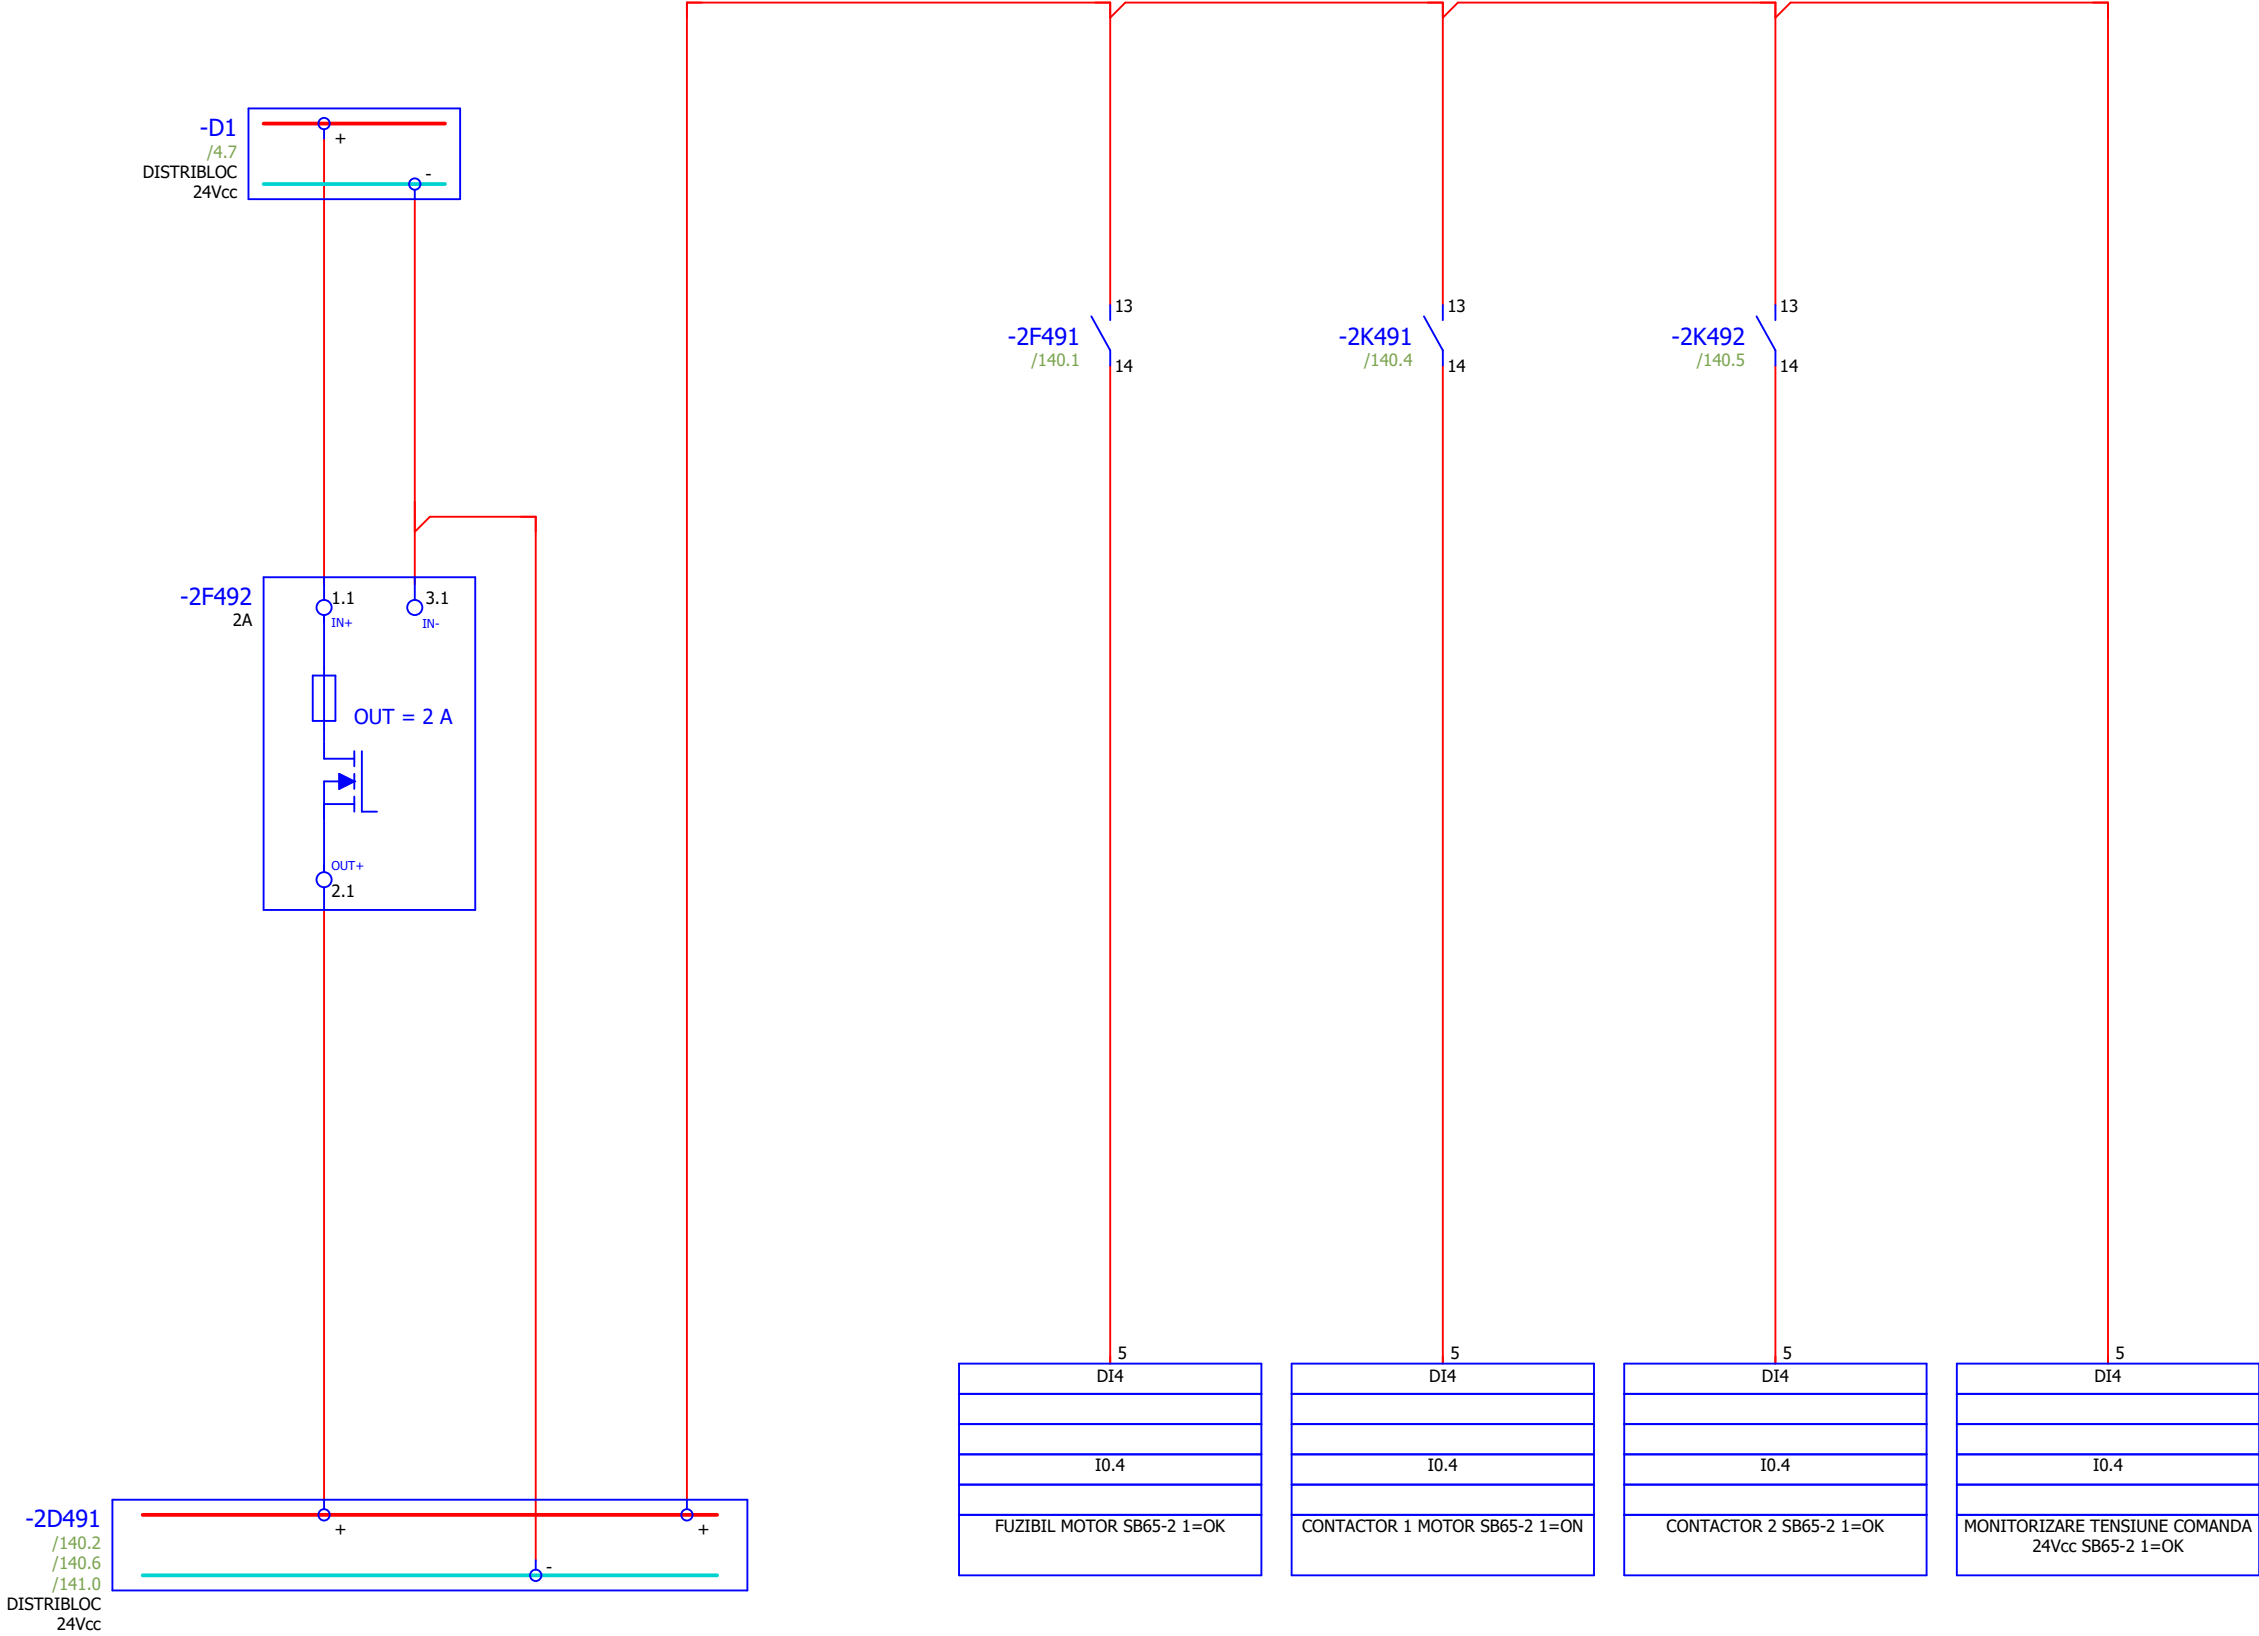 -D1
/4.7
DISTRIBLOC
24Vcc
+
-
-2F491
/140.1
13
14
-2K491
/140.4
13
14
-2K492
/140.5
13
14
-2F492
2A
1.1
IN+
3.1
IN-
OUT = 2 A
OUT+
2.1
-2D491
/140.2
/140.6
/141.0
DISTRIBLOC
24Vcc
+
-
+
5
DI4
I0.4
FUZIBIL MOTOR SB65-2 1=OK
5
DI4
I0.4
CONTACTOR 1 MOTOR SB65-2 1=ON
5
DI4
I0.4
CONTACTOR 2 SB65-2 1=OK
5
DI4
I0.4
MONITORIZARE TENSIUNE COMANDA
24Vcc SB65-2 1=OK